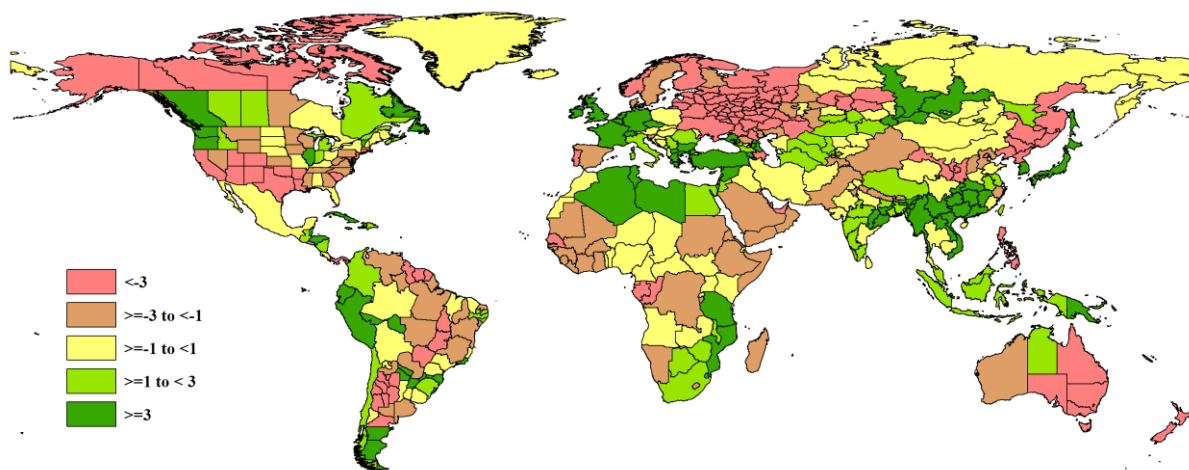 <-3
>=-3 to <-1
>=-1 to <1
>=1 to < 3
>=3